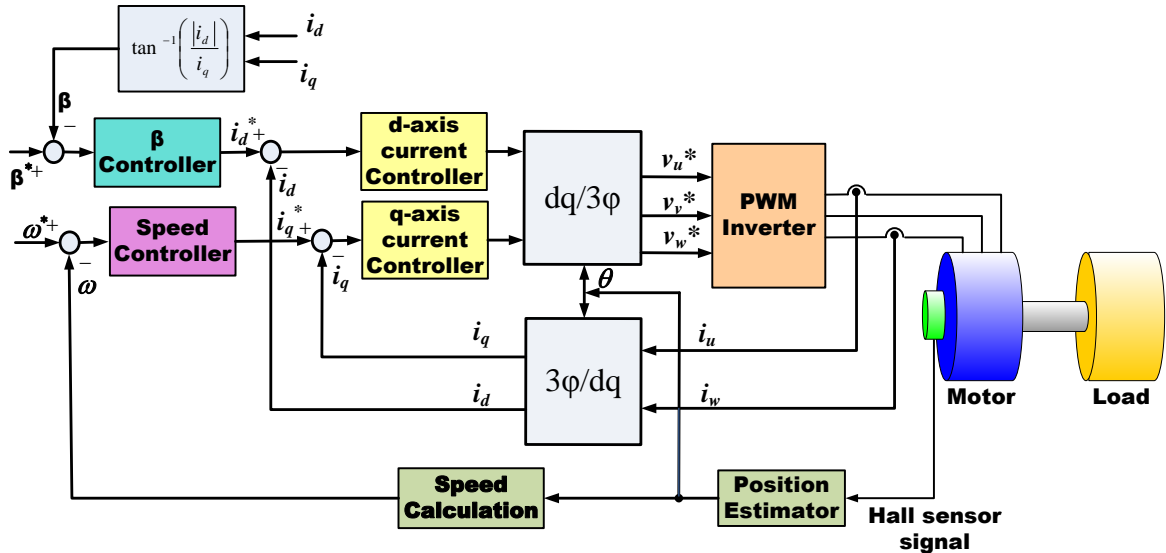 tan ⁻¹(|i_d| / i_q)
i_d
i_q
β
−
β*+
β
Controller
i_d*+
−
i_d
d-axis
current
Controller
ω*+
−
ω
Speed
Controller
i_q*+
−
i_q
q-axis
current
Controller
dq/3φ
v_u*
v_v*
v_w*
PWM
Inverter
θ
3φ/dq
i_q
i_d
i_u
i_w
Motor
Load
Speed
Calculation
Position
Estimator
Hall sensor
signal